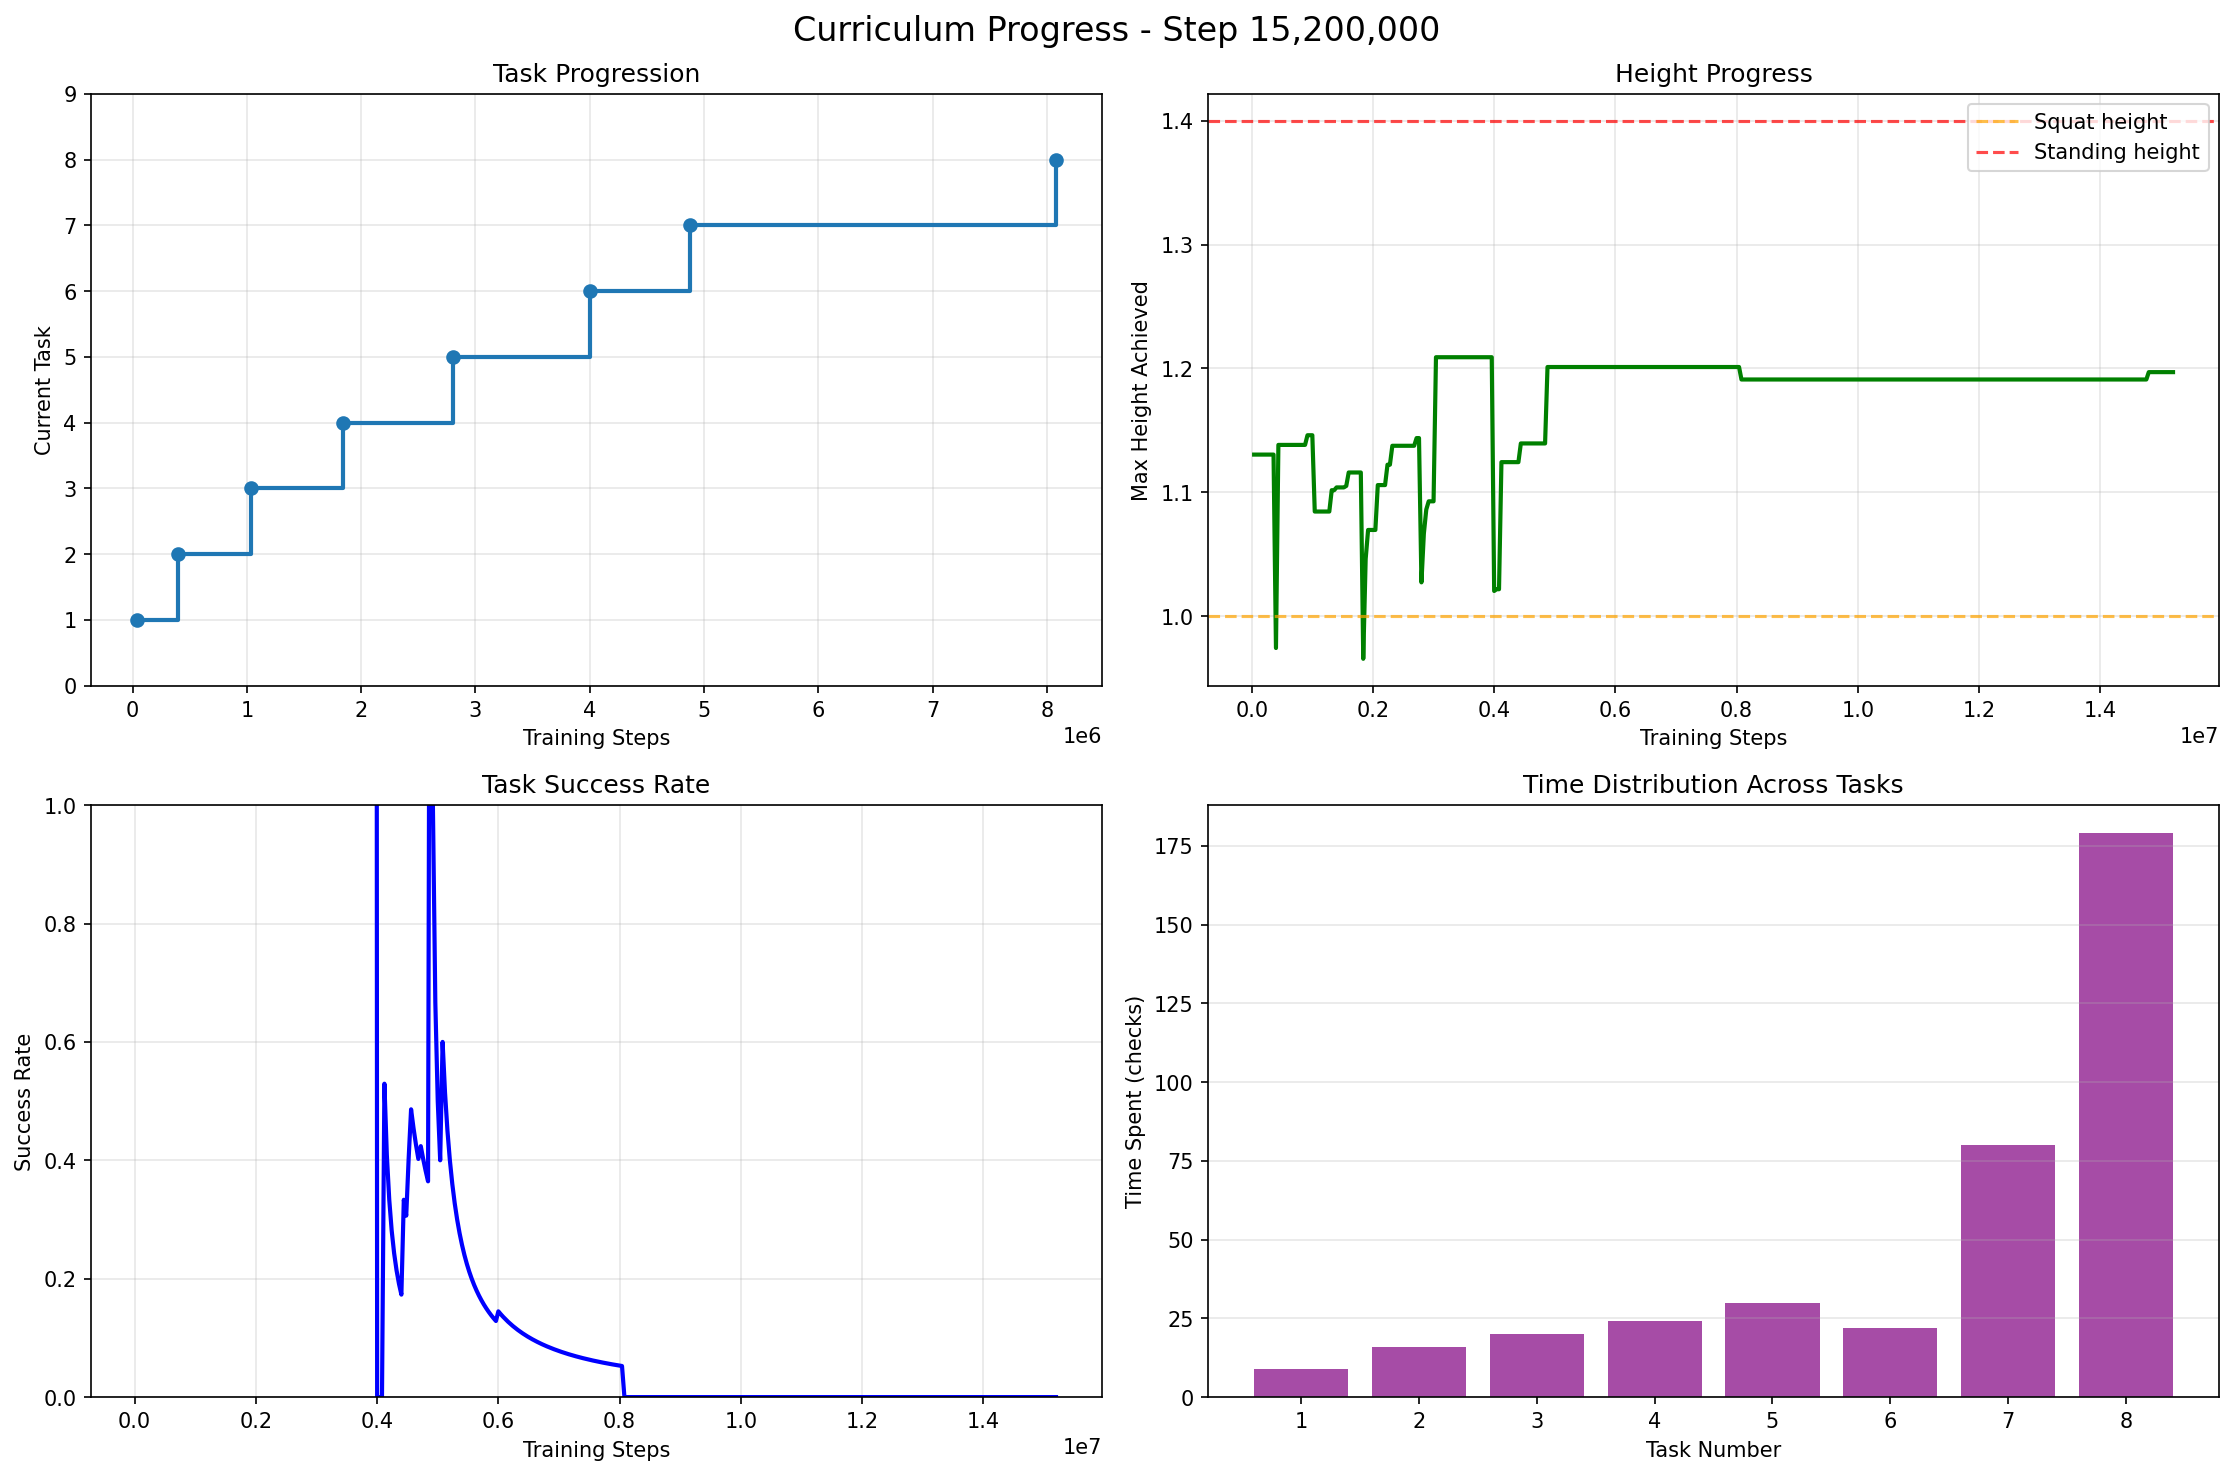 Curriculum Progress - Step 15,200,000
Task Progression
9
8
7
6
5
4
3
2
1
0
Current Task
0 1 2 3 4 5 6 7 8
1e6
Training Steps
Height Progress
1.4
1.3
1.2
1.1
1.0
Max Height Achieved
Squat height
Standing height
0.0 0.2 0.4 0.6 0.8 1.0 1.2 1.4
1e7
Training Steps
Task Success Rate
1.0
0.8
0.6
0.4
0.2
0.0
Success Rate
0.0 0.2 0.4 0.6 0.8 1.0 1.2 1.4
1e7
Training Steps
Time Distribution Across Tasks
175
150
125
100
75
50
25
0
Time Spent (checks)
1 2 3 4 5 6 7 8
Task Number